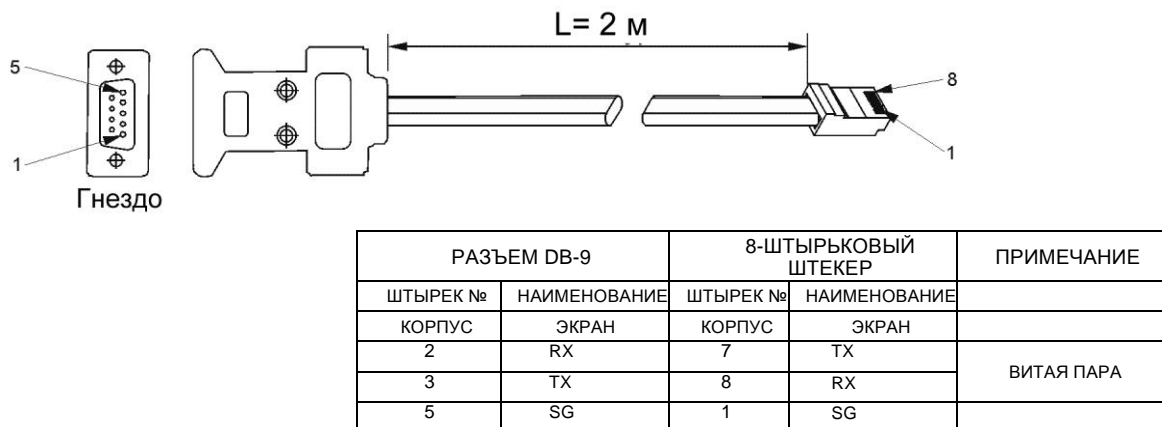 L= 2 м
5
1
8
1
Гнездо
РАЗЪЕМ DB-9 8-ШТЫРЬКОВЫЙ ШТЕКЕР ПРИМЕЧАНИЕ
ШТЫРЕК № НАИМЕНОВАНИЕ ШТЫРЕК № НАИМЕНОВАНИЕ
КОРПУС ЭКРАН КОРПУС ЭКРАН
2 RX 7 TX ВИТАЯ ПАРА
3 TX 8 RX
5 SG 1 SG